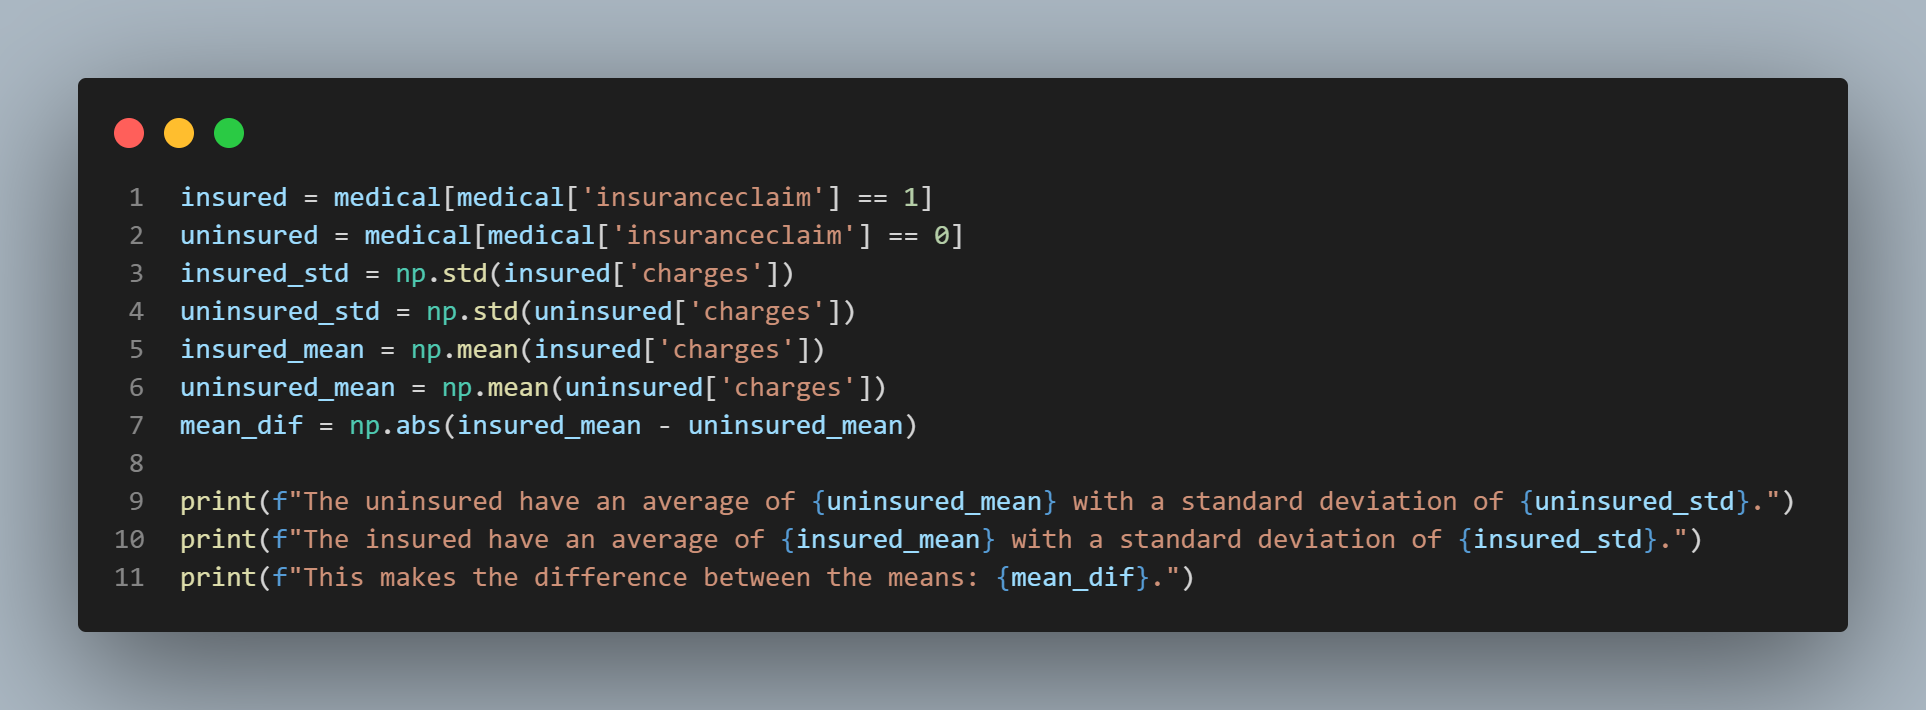 1 insured = medical[medical['insuranceclaim'] == 1]
2 uninsured = medical[medical['insuranceclaim'] == 0]
3 insured_std = np.std(insured['charges'])
4 uninsured_std = np.std(uninsured['charges'])
5 insured_mean = np.mean(insured['charges'])
6 uninsured_mean = np.mean(uninsured['charges'])
7 mean_dif = np.abs(insured_mean - uninsured_mean)
8
9 print(f"The uninsured have an average of {uninsured_mean} with a standard deviation of {uninsured_std}.")
10 print(f"The insured have an average of {insured_mean} with a standard deviation of {insured_std}.")
11 print(f"This makes the difference between the means: {mean_dif}.")